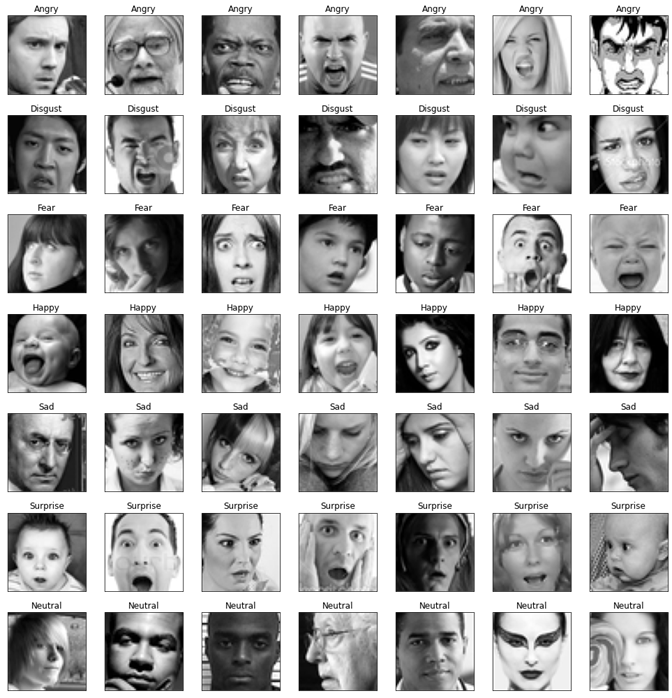 Angry Angry Angry Angry Angry Angry Angry
Disgust Disgust Disgust Disgust Disgust Disgust Disgust
Fear Fear Fear Fear Fear Fear Fear
Happy Happy Happy Happy Happy Happy Happy
Sad Sad Sad Sad Sad Sad Sad
Surprise Surprise Surprise Surprise Surprise Surprise Surprise
Neutral Neutral Neutral Neutral Neutral Neutral Neutral